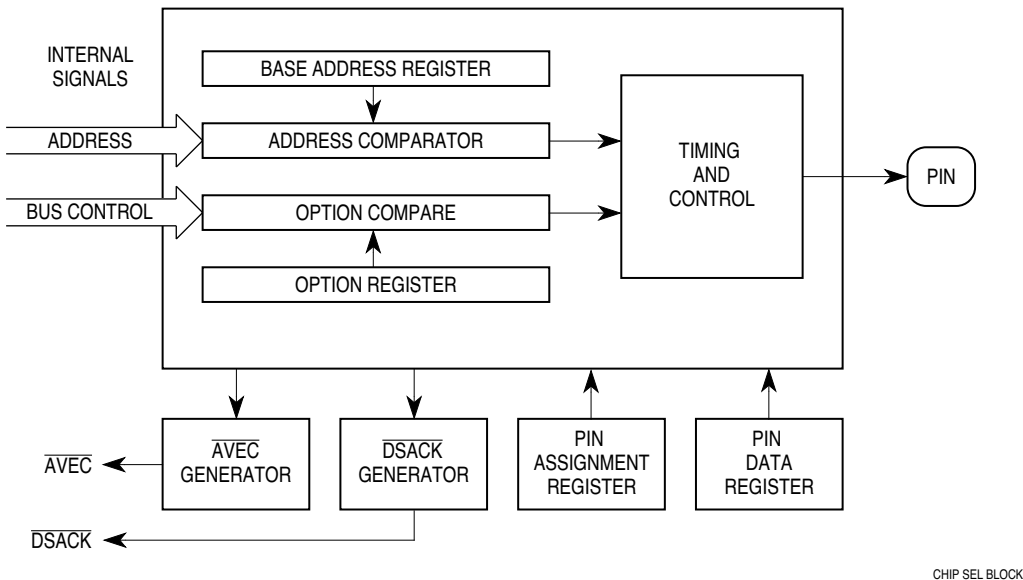 INTERNAL
SIGNALS
BASE ADDRESS REGISTER
ADDRESS
ADDRESS COMPARATOR
TIMING
AND
CONTROL
PIN
BUS CONTROL
OPTION COMPARE
OPTION REGISTER
AVEC
GENERATOR
DSACK
GENERATOR
PIN
ASSIGNMENT
REGISTER
PIN
DATA
REGISTER
AVEC
DSACK
CHIP SEL BLOCK